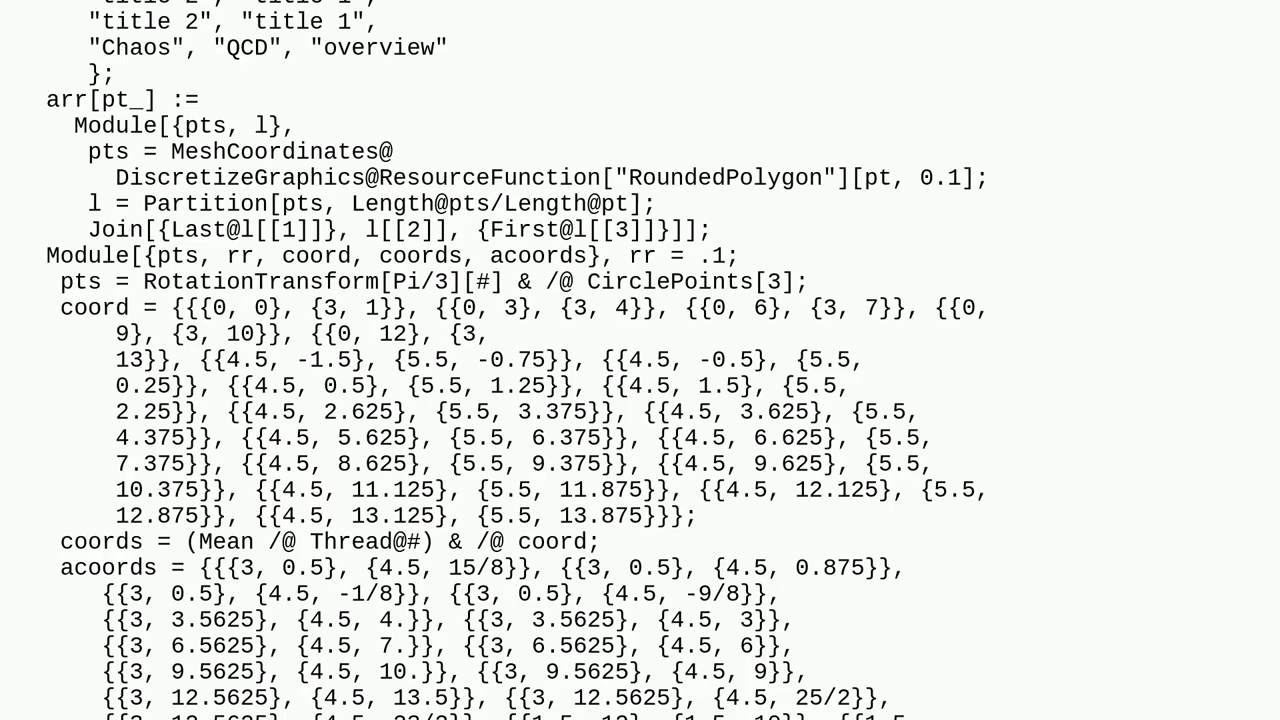 "title 2", "title 1",
"title 2", "title 1",
"Chaos", "QCD", "overview"
};
arr[pt_] :=
Module[{pts, l},
pts = MeshCoordinates@
DiscretizeGraphics@ResourceFunction["RoundedPolygon"][pt, 0.1];
l = Partition[pts, Length@pts/Length@pt];
Join[{Last@l[[1]]}, l[[2]], {First@l[[3]]}]];
Module[{pts, rr, coord, coords, acoords}, rr = .1;
pts = RotationTransform[Pi/3][#] & /@ CirclePoints[3];
coord = {{{0, 0}, {3, 1}}, {{0, 3}, {3, 4}}, {{0, 6}, {3, 7}}, {{0,
9}, {3, 10}}, {{0, 12}, {3,
13}}, {{4.5, -1.5}, {5.5, -0.75}}, {{4.5, -0.5}, {5.5,
0.25}}, {{4.5, 0.5}, {5.5, 1.25}}, {{4.5, 1.5}, {5.5,
2.25}}, {{4.5, 2.625}, {5.5, 3.375}}, {{4.5, 3.625}, {5.5,
4.375}}, {{4.5, 5.625}, {5.5, 6.375}}, {{4.5, 6.625}, {5.5,
7.375}}, {{4.5, 8.625}, {5.5, 9.375}}, {{4.5, 9.625}, {5.5,
10.375}}, {{4.5, 11.125}, {5.5, 11.875}}, {{4.5, 12.125}, {5.5,
12.875}}, {{4.5, 13.125}, {5.5, 13.875}}};
coords = (Mean /@ Thread@#) & /@ coord;
acoords = {{{3, 0.5}, {4.5, 15/8}}, {{3, 0.5}, {4.5, 0.875}},
{{3, 0.5}, {4.5, -1/8}}, {{3, 0.5}, {4.5, -9/8}},
{{3, 3.5625}, {4.5, 4.}}, {{3, 3.5625}, {4.5, 3}},
{{3, 6.5625}, {4.5, 7.}}, {{3, 6.5625}, {4.5, 6}},
{{3, 9.5625}, {4.5, 10.}}, {{3, 9.5625}, {4.5, 9}},
{{3, 12.5625}, {4.5, 13.5}}, {{3, 12.5625}, {4.5, 25/2}},